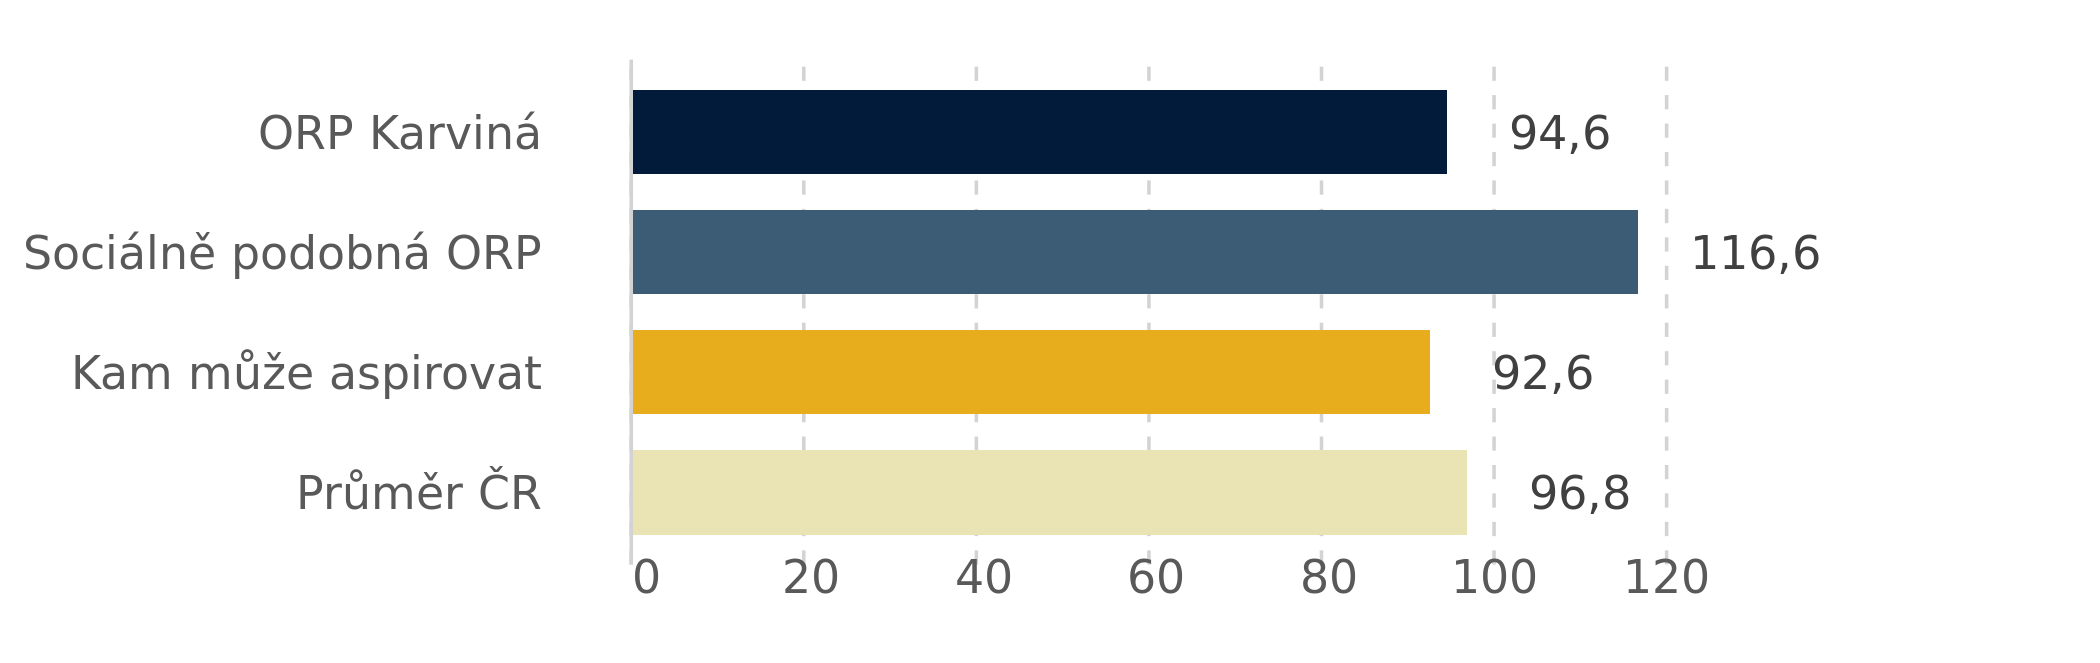 ORP Karviná 94,6
Sociálně podobná ORP 116,6
Kam může aspirovat 92,6
Průměr ČR 96,8
0 20 40 60 80 100 120